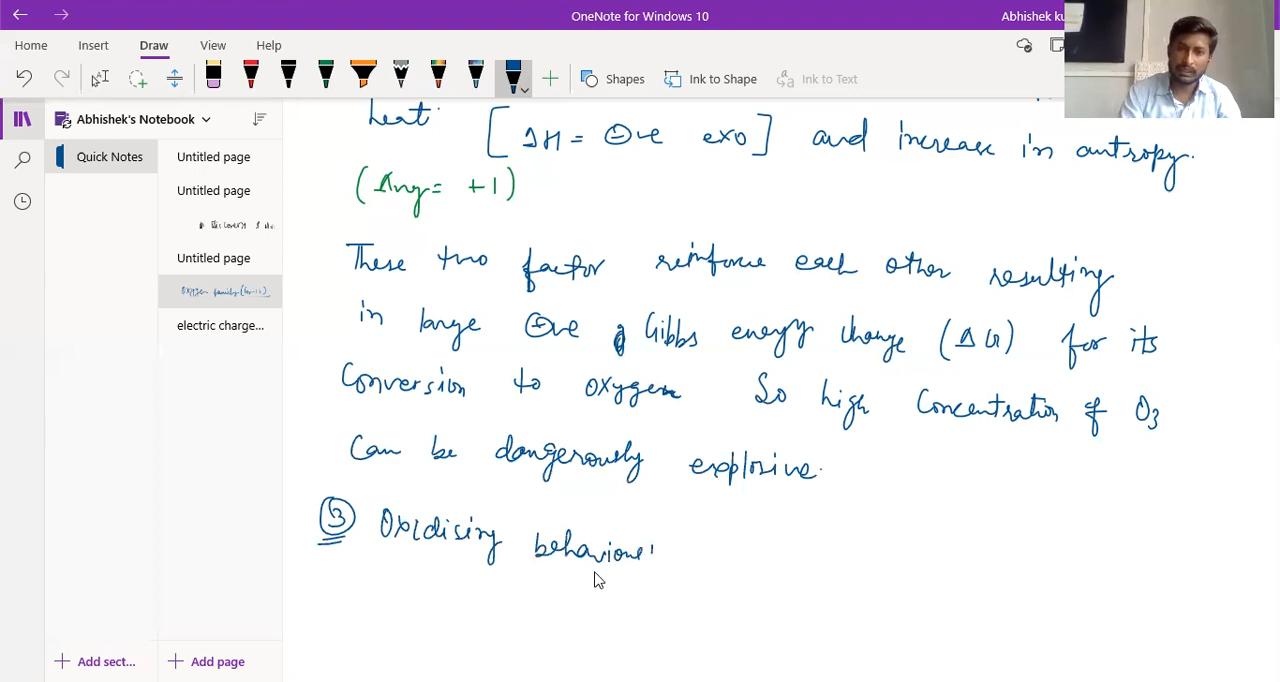 OneNote for Windows 10
Abhishek ku
Home Insert Draw View Help
Shapes Ink to Shape Ink to Text
Abhishek's Notebook
Quick Notes
Untitled page
Untitled page
Untitled page
Oxygen family
electric charge...
Add sect...
Add page
heat [ΔH = ⊖ve exo] and increase in antropy.
(Δng = +1)
These two factor reinforce each other resulting
in large ⊖ve Gibbs energy change (ΔG) for its
Conversion to oxygen So high Concentration of O3
Can be dangerously explosive.
③ Oxidising behaviour